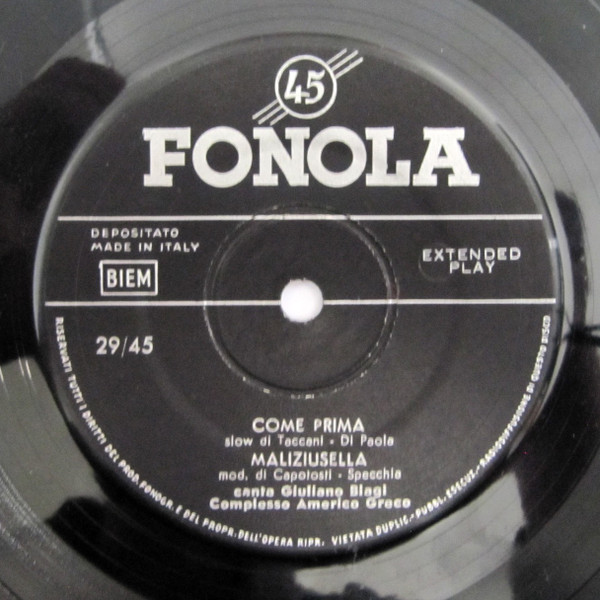 45
FONOLA
DEPOSITATO
MADE IN ITALY
BIEM
EXTENDED
PLAY
29/45
COME PRIMA
slow di Taccani - Di Paola
MALIZIUSELLA
mod. di Capotosti - Specchia
canta Giuliano Biagi
Complesso Americo Greco
RISERVATI TUTTI I DIRITTI DEL PROD. FONOGR. E DEL PROPR. DELL'OPERA RIPR. VIETATA DUPLIC. - PUBBL. ESECUZ. - RADIODIFFUSIONE DI QUESTO DISCO